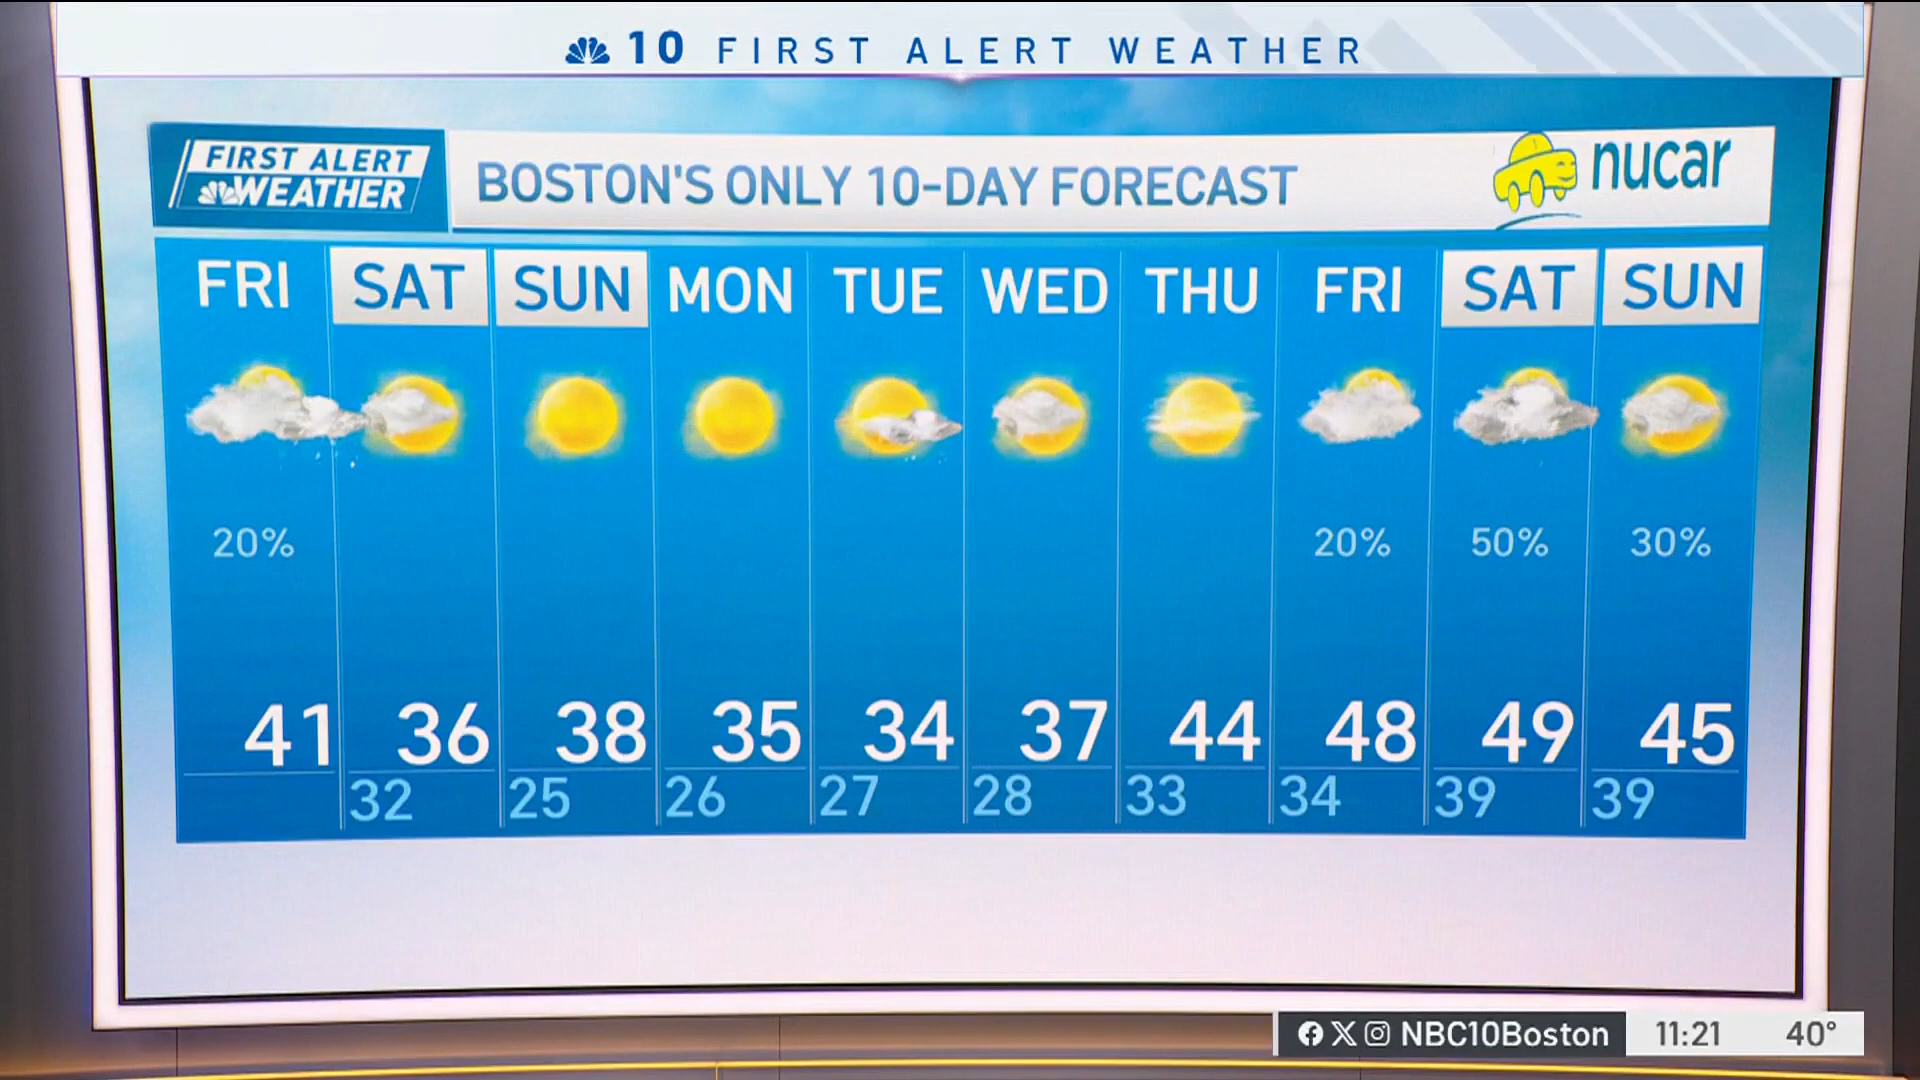 10 FIRST ALERT WEATHER
FIRST ALERT
WEATHER
BOSTON'S ONLY 10-DAY FORECAST
nucar
FRI SAT SUN MON TUE WED THU FRI SAT SUN
20% 20% 50% 30%
41 36 38 35 34 37 44 48 49 45
32 25 26 27 28 33 34 39 39
NBC10Boston 11:21 40°